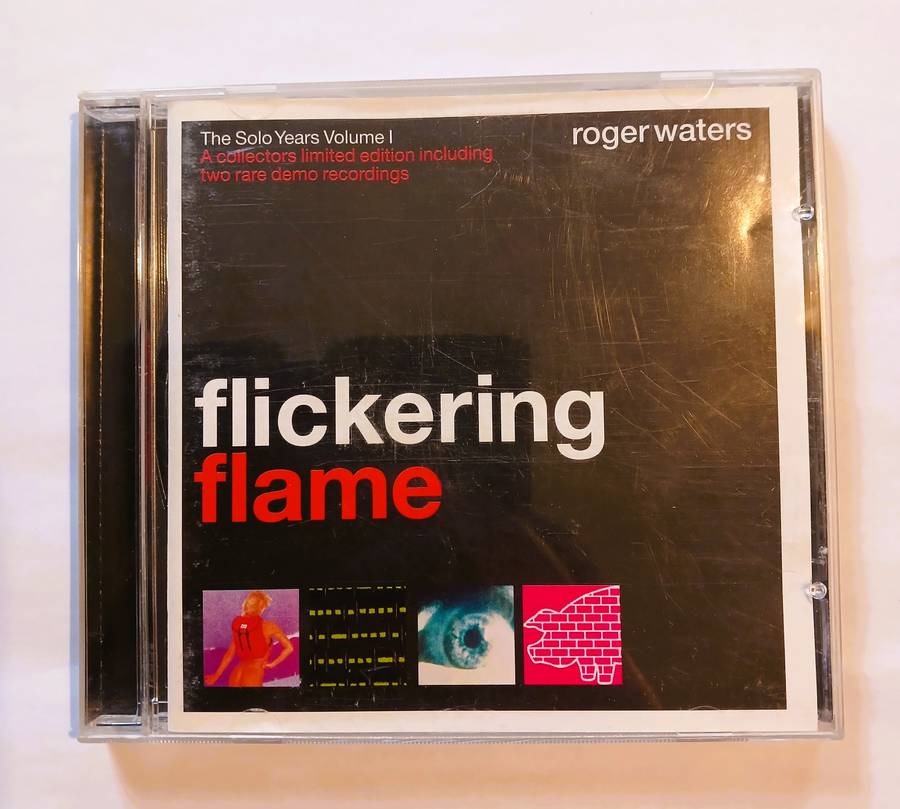 The Solo Years Volume I
A collectors limited edition including
two rare demo recordings
roger waters
flickering
flame